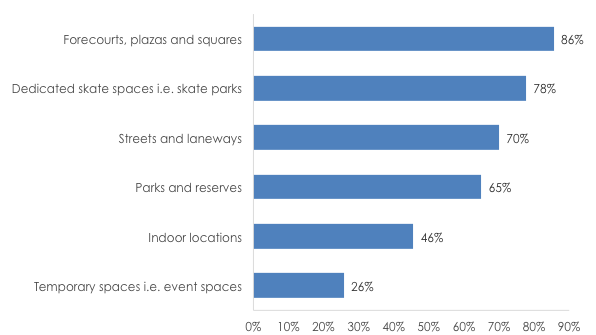 Forecourts, plazas and squares 86%
Dedicated skate spaces i.e. skate parks 78%
Streets and laneways 70%
Parks and reserves 65%
Indoor locations 46%
Temporary spaces i.e. event spaces 26%
0% 10% 20% 30% 40% 50% 60% 70% 80% 90%